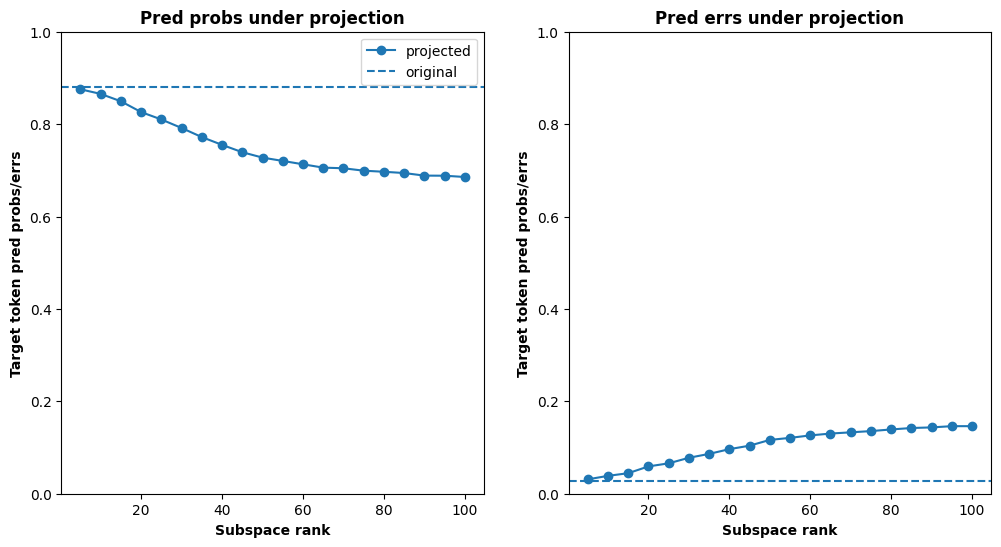 Pred probs under projection
Target token pred probs/errs
1.0
0.8
0.6
0.4
0.2
0.0
projected
original
20
40
60
80
100
Subspace rank
Pred errs under projection
Target token pred probs/errs
1.0
0.8
0.6
0.4
0.2
0.0
20
40
60
80
100
Subspace rank